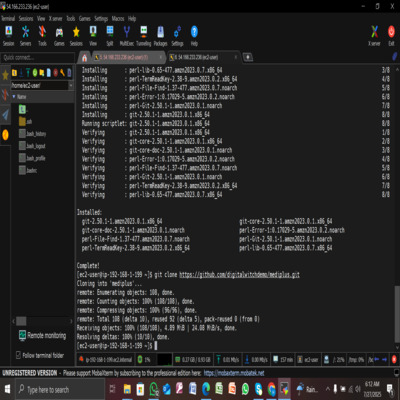 54.166.233.236 (ec2-user)
Terminal Sessions View X server Tools Games Settings Macros Help
Session Servers Tools Games Sessions View Split MultiExec Tunneling Packages Settings Help X server Exit
Quick connect...
3. 54.166.233.236 (ec2-user)
/home/ec2-user/
Name
..
.ssh
.bash_history
.bash_logout
.bash_profile
.bashrc
Installing : perl-lib-0.65-477.amzn2023.0.7.x86_64 3/8
Installing : perl-TermReadKey-2.38-9.amzn2023.0.2.x86_64 4/8
Installing : perl-File-Find-1.37-477.amzn2023.0.7.noarch 5/8
Installing : perl-Error-1:0.17029-5.amzn2023.0.2.noarch 6/8
Installing : perl-Git-2.50.1-1.amzn2023.0.1.noarch 7/8
Installing : git-2.50.1-1.amzn2023.0.1.x86_64 8/8
Running scriptlet: git-2.50.1-1.amzn2023.0.1.x86_64 8/8
Verifying : git-2.50.1-1.amzn2023.0.1.x86_64 1/8
Verifying : git-core-2.50.1-1.amzn2023.0.1.x86_64 2/8
Verifying : git-core-doc-2.50.1-1.amzn2023.0.1.noarch 3/8
Verifying : perl-Error-1:0.17029-5.amzn2023.0.2.noarch 4/8
Verifying : perl-File-Find-1.37-477.amzn2023.0.7.noarch 5/8
Verifying : perl-Git-2.50.1-1.amzn2023.0.1.noarch 6/8
Verifying : perl-TermReadKey-2.38-9.amzn2023.0.2.x86_64 7/8
Verifying : perl-lib-0.65-477.amzn2023.0.7.x86_64 8/8
Installed:
git-2.50.1-1.amzn2023.0.1.x86_64 git-core-2.50.1-1.amzn2023.0.1.x86_64
git-core-doc-2.50.1-1.amzn2023.0.1.noarch perl-Error-1:0.17029-5.amzn2023.0.2.noarch
perl-File-Find-1.37-477.amzn2023.0.7.noarch perl-Git-2.50.1-1.amzn2023.0.1.noarch
perl-TermReadKey-2.38-9.amzn2023.0.2.x86_64 perl-lib-0.65-477.amzn2023.0.7.x86_64
Complete!
[ec2-user@ip-192-168-1-199 ~]$ git clone https://github.com/digitalwitchdemo/mediplus.git
Cloning into 'mediplus'...
remote: Enumerating objects: 108, done.
remote: Counting objects: 100% (108/108), done.
remote: Compressing objects: 100% (96/96), done.
remote: Total 108 (delta 10), reused 92 (delta 5), pack-reused 0 (from 0)
Receiving objects: 100% (108/108), 4.89 MiB | 24.08 MiB/s, done.
Resolving deltas: 100% (10/10), done.
[ec2-user@ip-192-168-1-199 ~]$
Remote monitoring
Follow terminal folder
ip-192-168-1-199.ec2.internal 1% 0.27 GB / 0.93 GB 0.01 Mb/s 0.00 Mb/s 157 min ec2-user
UNREGISTERED VERSION - Please support MobaXterm by subscribing to the professional edition here: https://mobaxterm.mobatek.net
Type here to search
Rain...
6:12 AM
7/27/2025